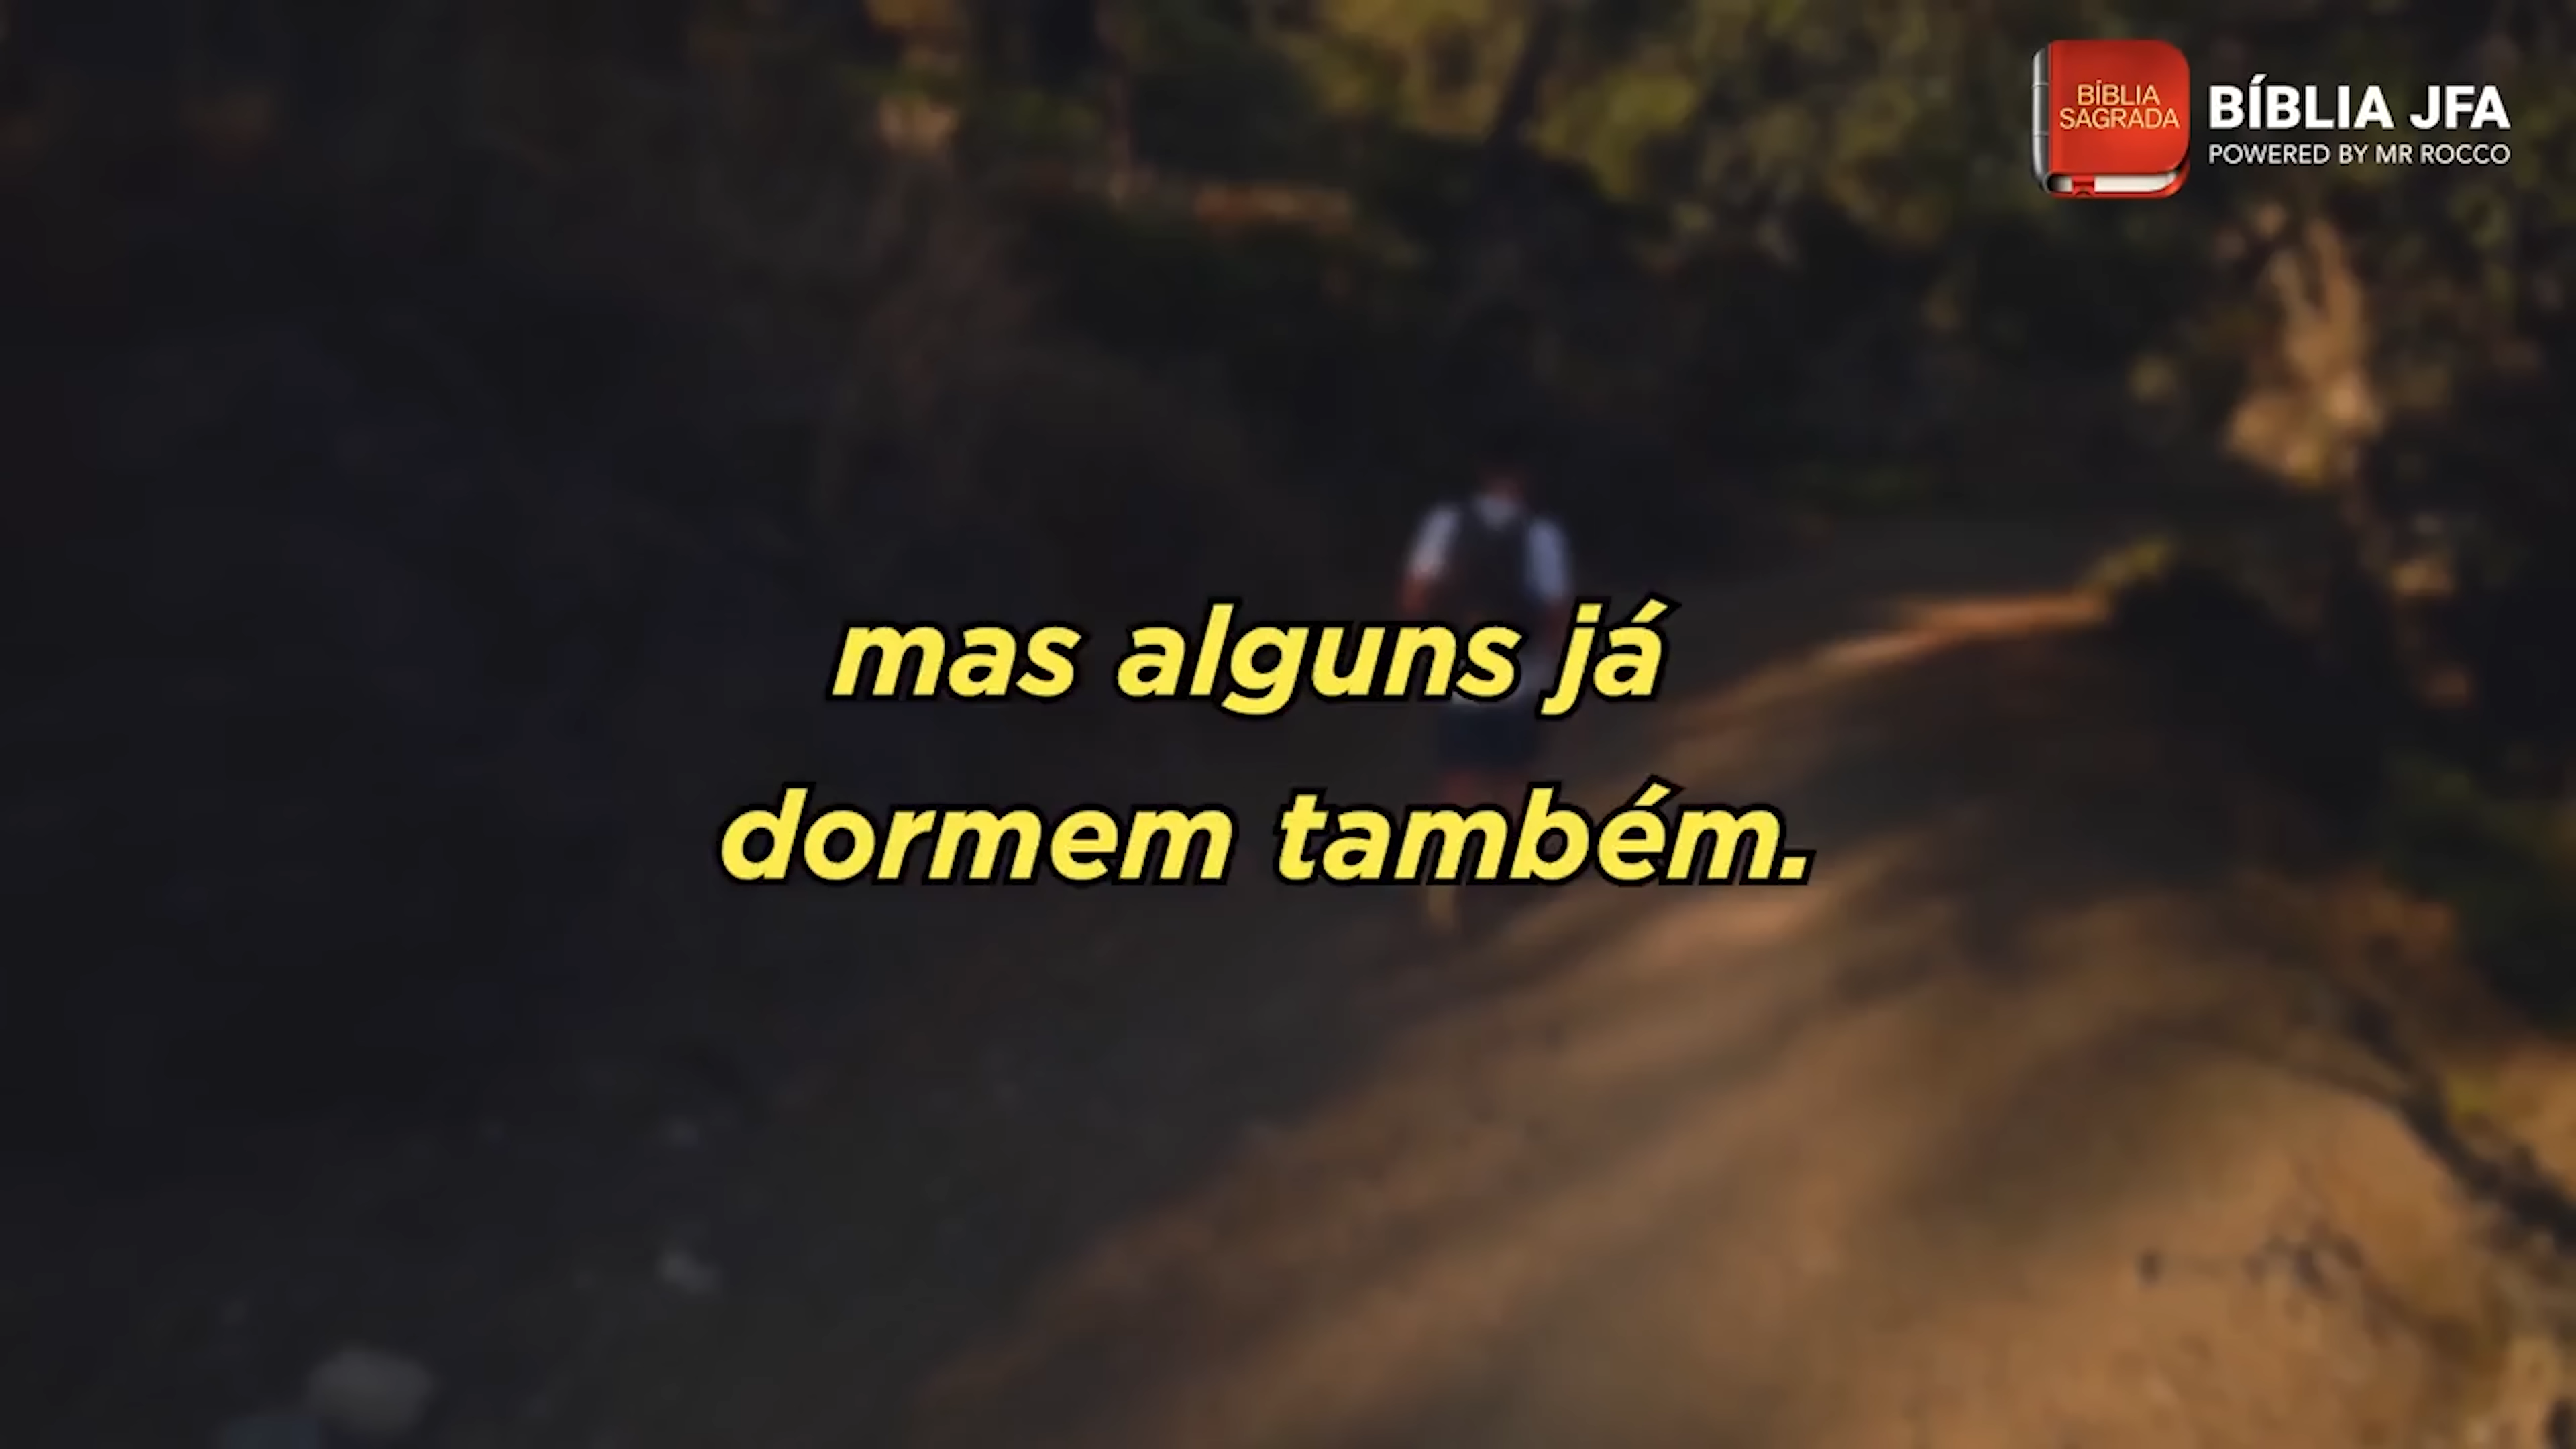 BÍBLIA
SAGRADA
BÍBLIA JFA
POWERED BY MR ROCCO
mas alguns já
dormem também.